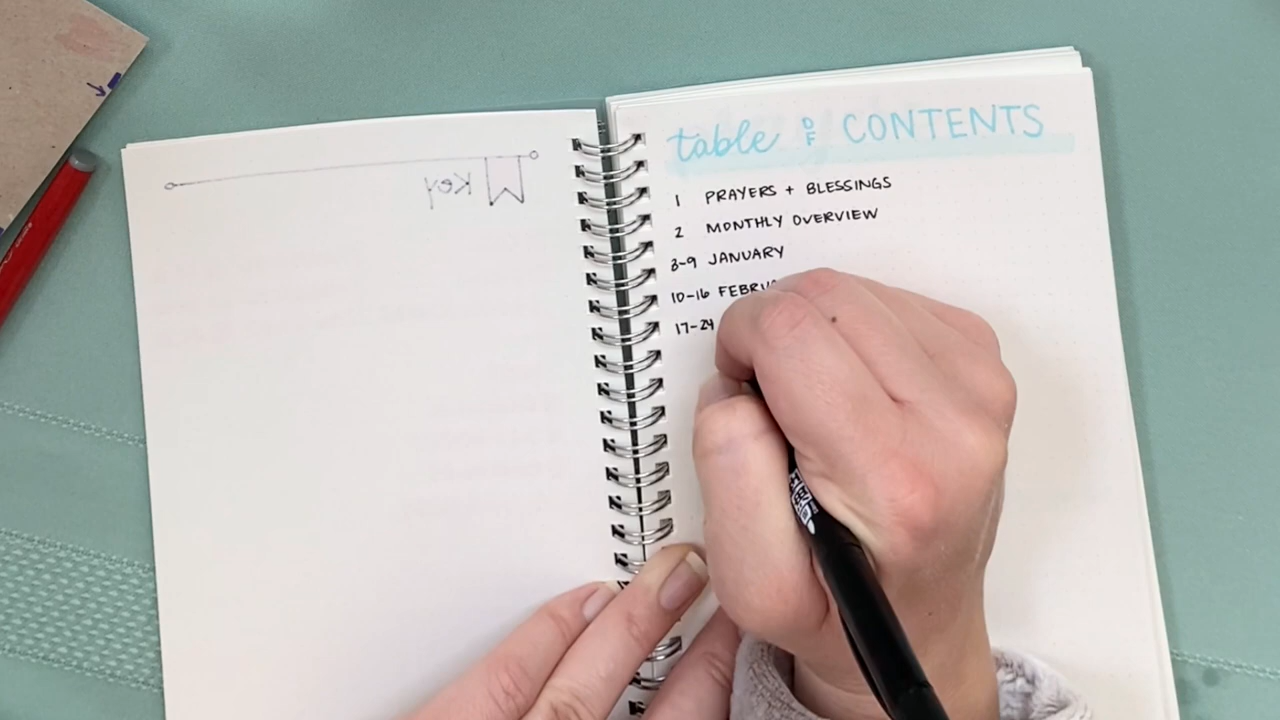 Key
table OF CONTENTS
1 PRAYERS + BLESSINGS
2 MONTHLY OVERVIEW
3-9 JANUARY
10-16
17-24